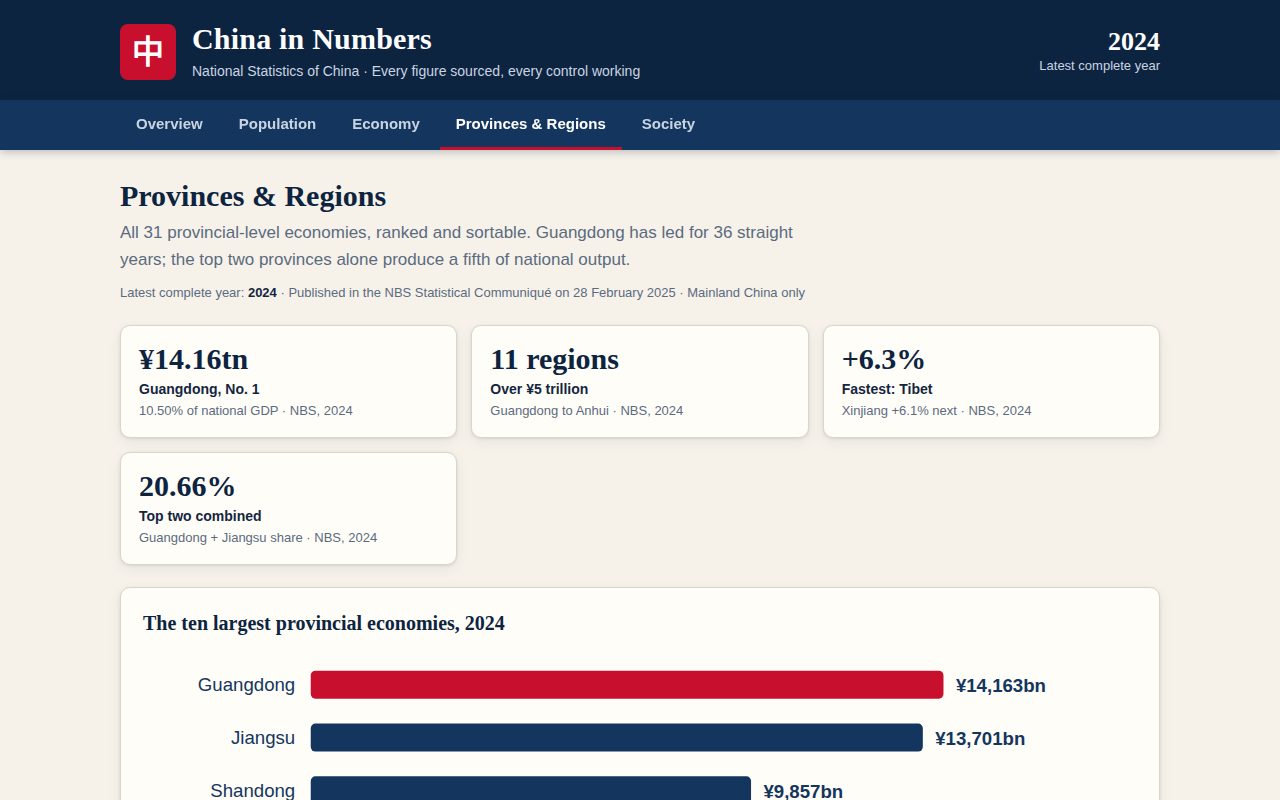 中
China in Numbers
National Statistics of China · Every figure sourced, every control working
2024
Latest complete year
Overview
Population
Economy
Provinces & Regions
Society
Provinces & Regions
All 31 provincial-level economies, ranked and sortable. Guangdong has led for 36 straight
years; the top two provinces alone produce a fifth of national output.
Latest complete year: 2024 · Published in the NBS Statistical Communiqué on 28 February 2025 · Mainland China only
¥14.16tn
Guangdong, No. 1
10.50% of national GDP · NBS, 2024
11 regions
Over ¥5 trillion
Guangdong to Anhui · NBS, 2024
+6.3%
Fastest: Tibet
Xinjiang +6.1% next · NBS, 2024
20.66%
Top two combined
Guangdong + Jiangsu share · NBS, 2024
The ten largest provincial economies, 2024
Guangdong ¥14,163bn
Jiangsu ¥13,701bn
Shandong ¥9,857bn